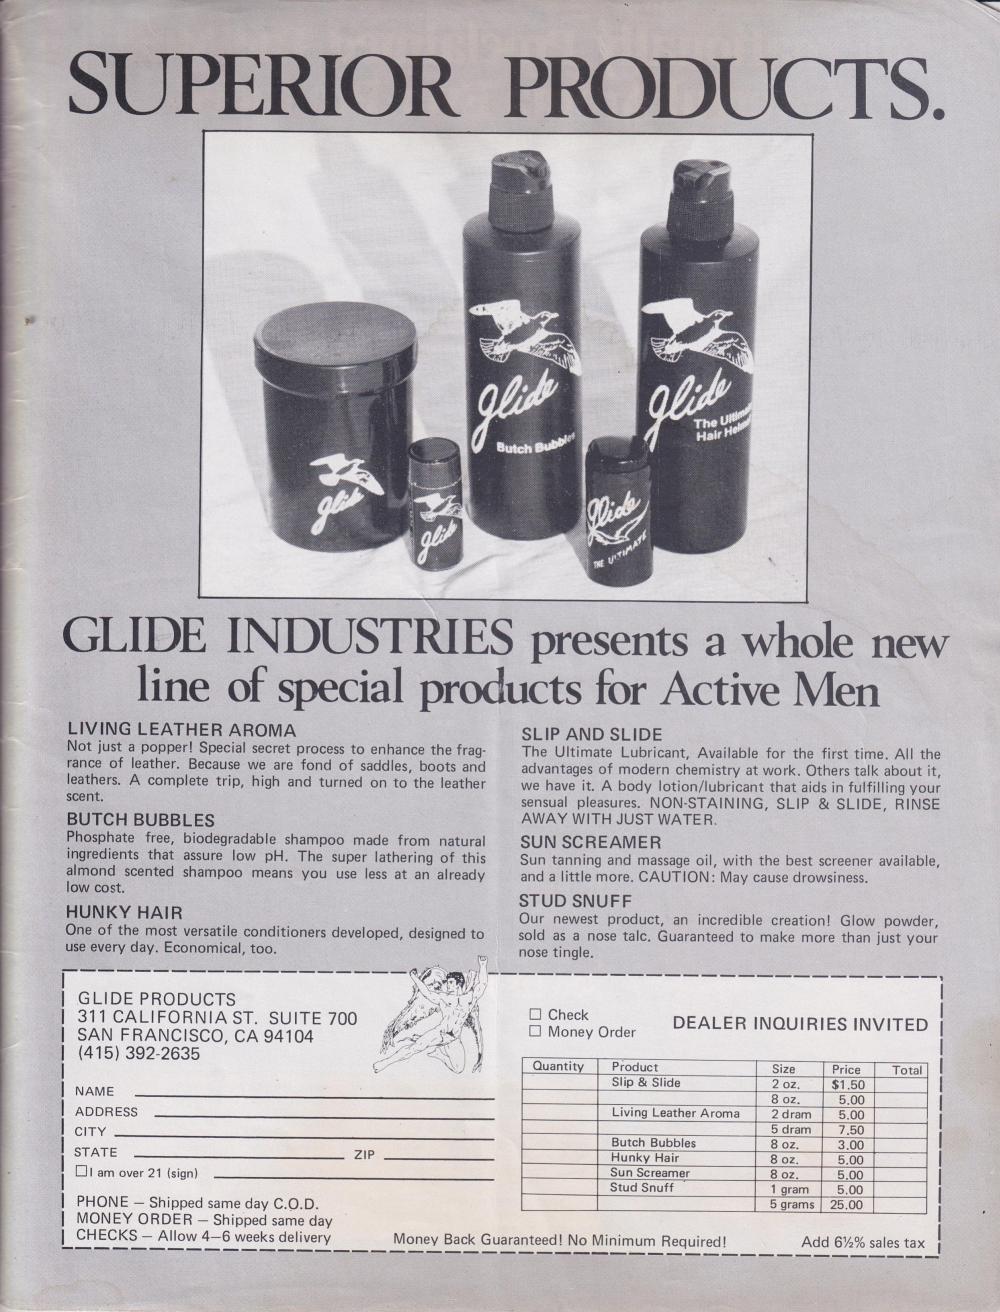 SUPERIOR PRODUCTS.
glide
glide
glide
Butch Bubbles
glide
THE ULTIMATE
glide
The Ultimate
Hair
GLIDE INDUSTRIES presents a whole new
line of special products for Active Men
LIVING LEATHER AROMA
Not just a popper! Special secret process to enhance the frag-
rance of leather. Because we are fond of saddles, boots and
leathers. A complete trip, high and turned on to the leather
scent.
BUTCH BUBBLES
Phosphate free, biodegradable shampoo made from natural
ingredients that assure low pH. The super lathering of this
almond scented shampoo means you use less at an already
low cost.
HUNKY HAIR
One of the most versatile conditioners developed, designed to
use every day. Economical, too.
SLIP AND SLIDE
The Ultimate Lubricant, Available for the first time. All the
advantages of modern chemistry at work. Others talk about it,
we have it. A body lotion/lubricant that aids in fulfilling your
sensual pleasures. NON-STAINING, SLIP & SLIDE, RINSE
AWAY WITH JUST WATER.
SUN SCREAMER
Sun tanning and massage oil, with the best screener available,
and a little more. CAUTION: May cause drowsiness.
STUD SNUFF
Our newest product, an incredible creation! Glow powder,
sold as a nose talc. Guaranteed to make more than just your
nose tingle.
GLIDE PRODUCTS
311 CALIFORNIA ST. SUITE 700
SAN FRANCISCO, CA 94104
(415) 392-2635
NAME
ADDRESS
CITY
STATE ZIP
I am over 21 (sign)
PHONE — Shipped same day C.O.D.
MONEY ORDER — Shipped same day
CHECKS — Allow 4—6 weeks delivery
Check
Money Order
DEALER INQUIRIES INVITED
Quantity Product Size Price Total
Slip & Slide 2 oz. $1.50
8 oz. 5.00
Living Leather Aroma 2 dram 5.00
5 dram 7.50
Butch Bubbles 8 oz. 3.00
Hunky Hair 8 oz. 5.00
Sun Screamer 8 oz. 5.00
Stud Snuff 1 gram 5.00
5 grams 25.00
Money Back Guaranteed! No Minimum Required!
Add 6½% sales tax